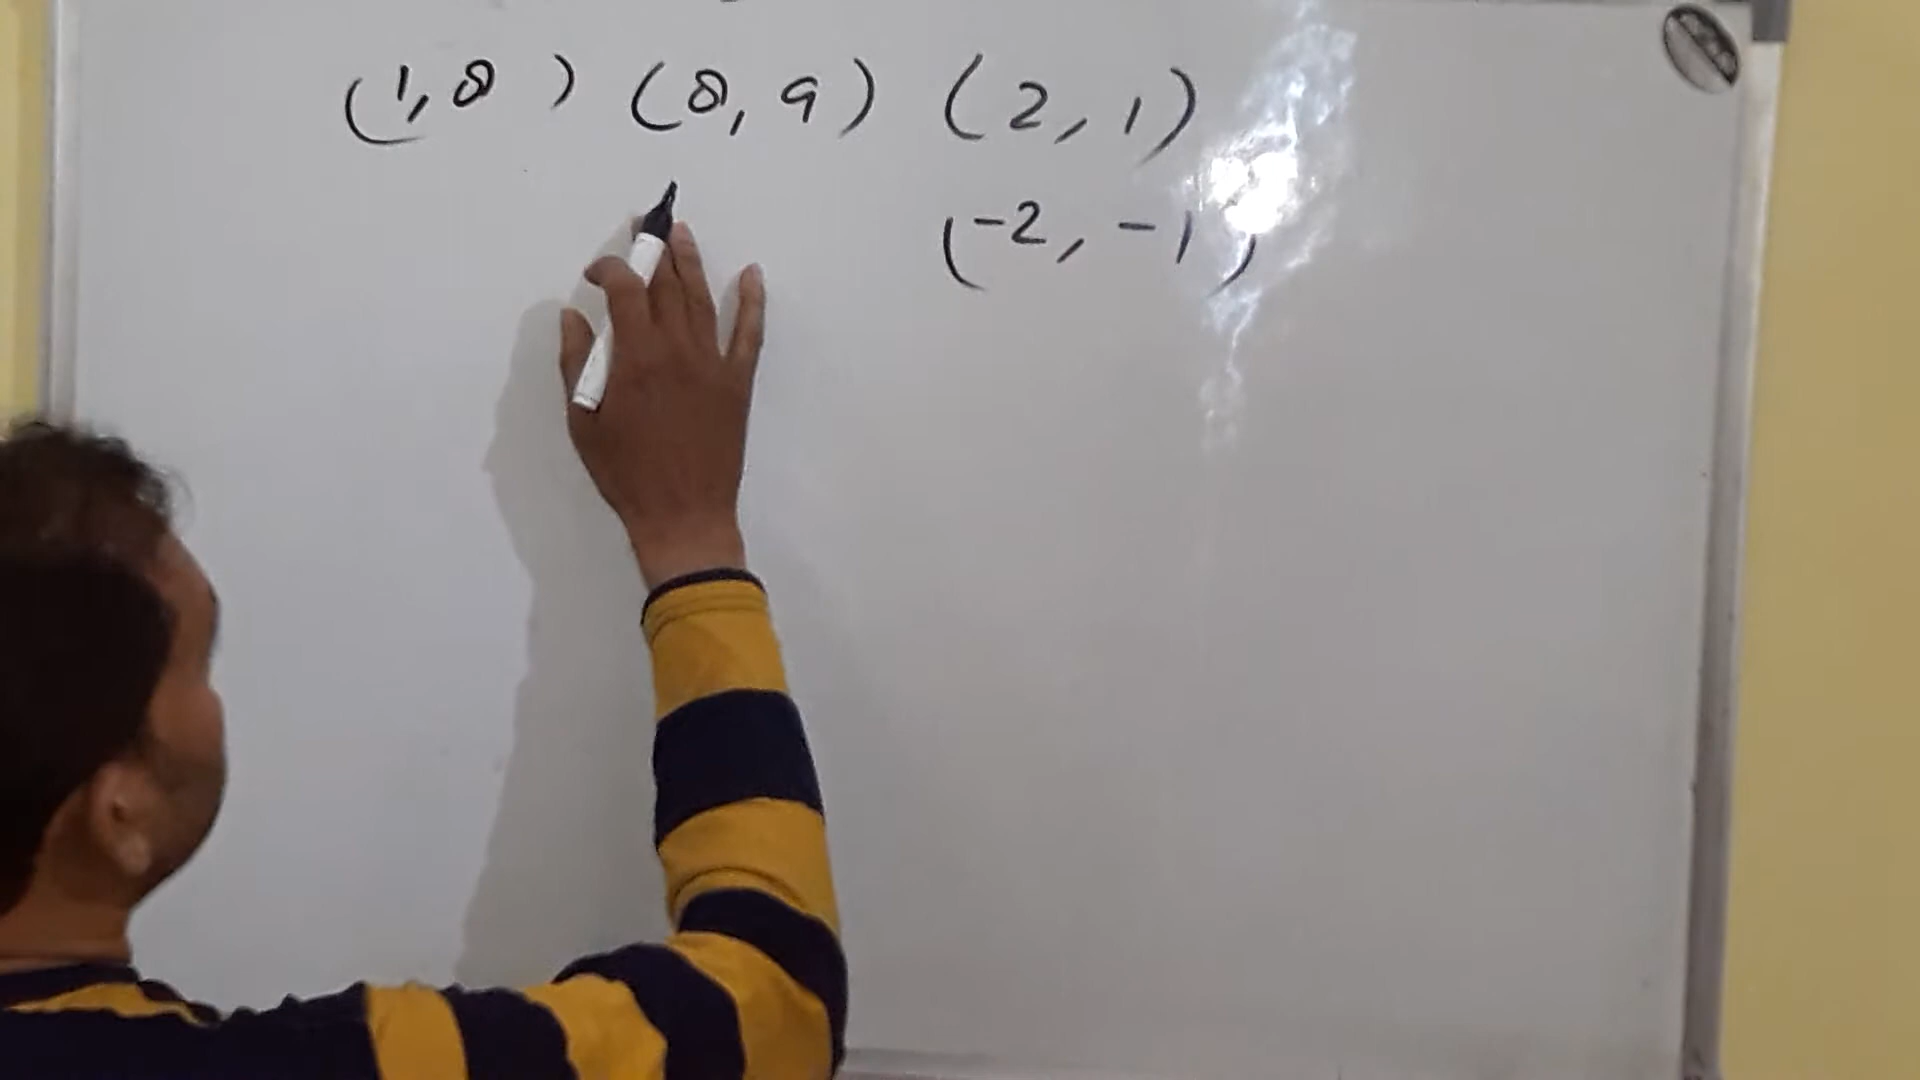 (1,8 ) (8, 9) (2, 1)
(-2, -1)